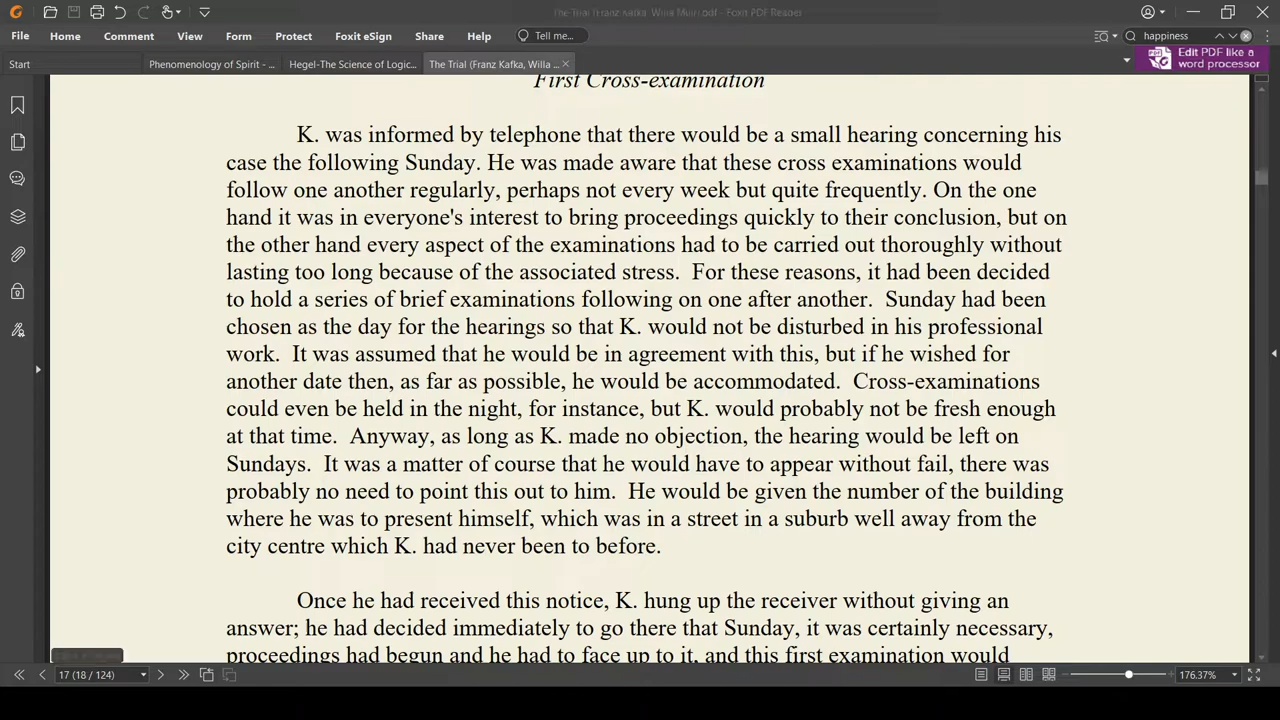 The Trial (Franz Kafka, Willa Muir).pdf - Foxit PDF Reader
File Home Comment View Form Protect Foxit eSign Share Help Tell me... happiness
Start Phenomenology of Spirit - ... Hegel-The Science of Logic... The Trial (Franz Kafka, Willa ... Edit PDF like a
word processor
First Cross-examination
K. was informed by telephone that there would be a small hearing concerning his
case the following Sunday. He was made aware that these cross examinations would
follow one another regularly, perhaps not every week but quite frequently. On the one
hand it was in everyone's interest to bring proceedings quickly to their conclusion, but on
the other hand every aspect of the examinations had to be carried out thoroughly without
lasting too long because of the associated stress. For these reasons, it had been decided
to hold a series of brief examinations following on one after another. Sunday had been
chosen as the day for the hearings so that K. would not be disturbed in his professional
work. It was assumed that he would be in agreement with this, but if he wished for
another date then, as far as possible, he would be accommodated. Cross-examinations
could even be held in the night, for instance, but K. would probably not be fresh enough
at that time. Anyway, as long as K. made no objection, the hearing would be left on
Sundays. It was a matter of course that he would have to appear without fail, there was
probably no need to point this out to him. He would be given the number of the building
where he was to present himself, which was in a street in a suburb well away from the
city centre which K. had never been to before.
Once he had received this notice, K. hung up the receiver without giving an
answer; he had decided immediately to go there that Sunday, it was certainly necessary,
proceedings had begun and he had to face up to it, and this first examination would
17 (18 / 124) 176.37%